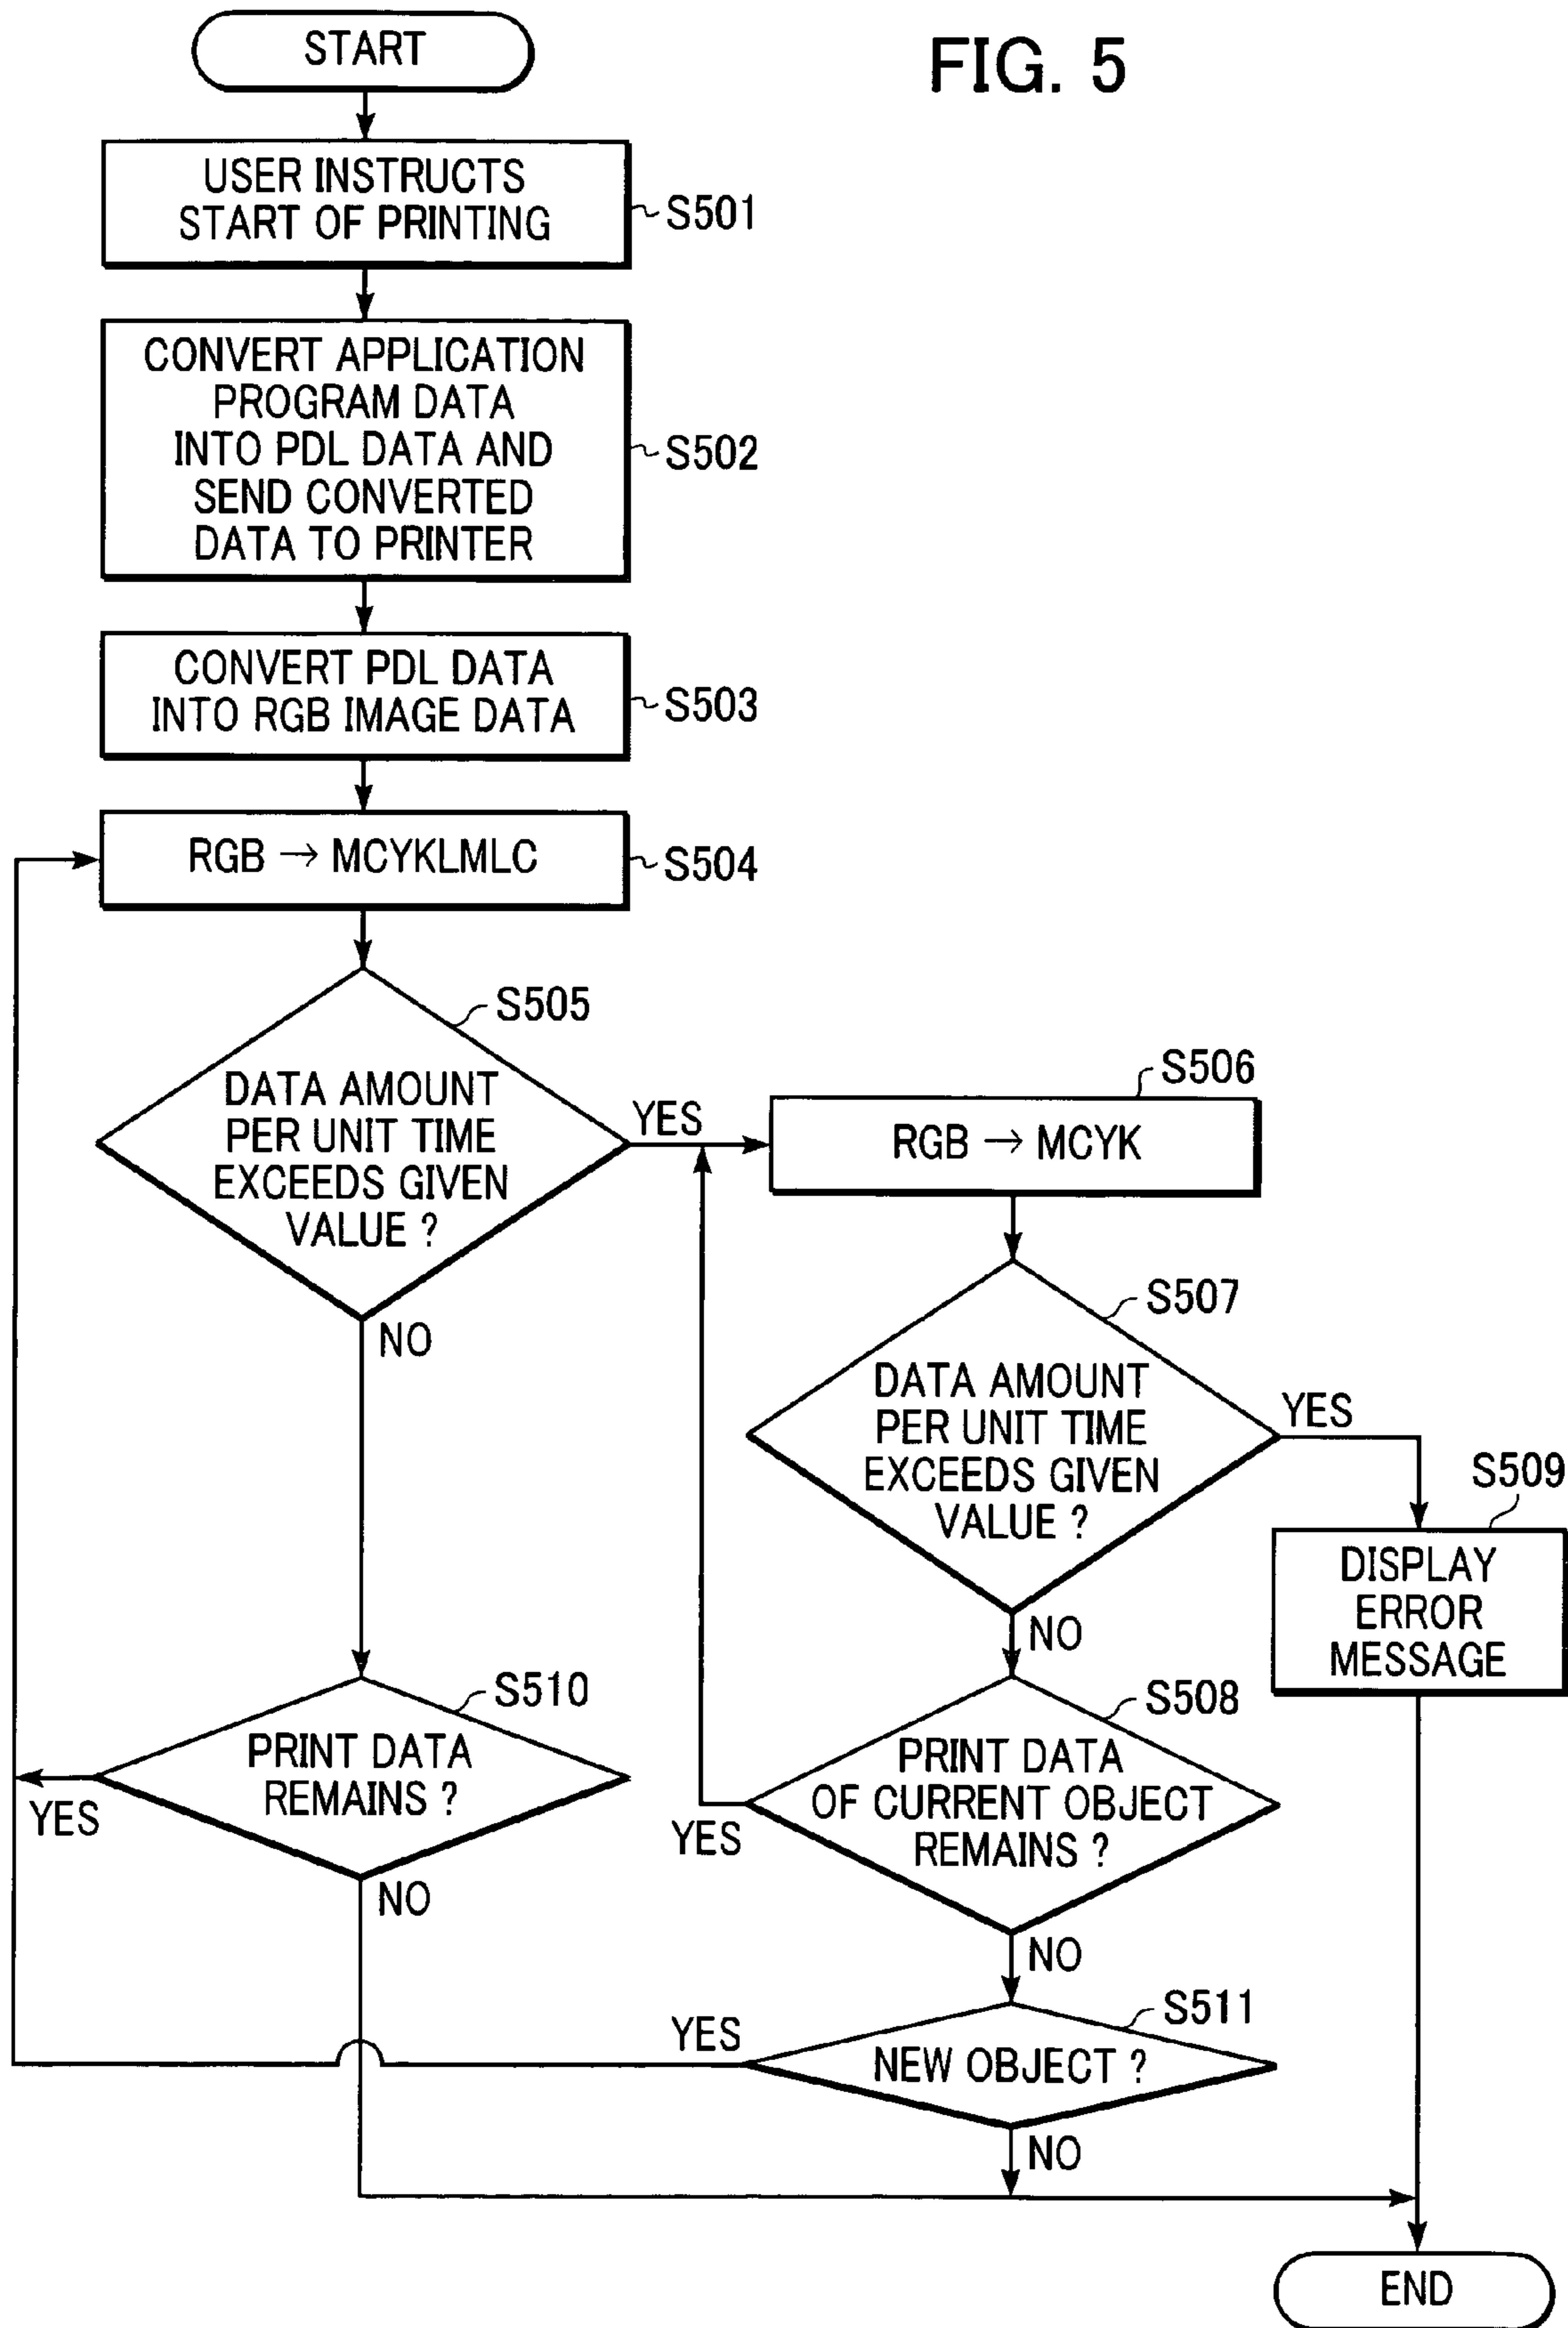 FIG. 5
START
USER INSTRUCTS
START OF PRINTING
S501
CONVERT APPLICATION
PROGRAM DATA
INTO PDL DATA AND
SEND CONVERTED
DATA TO PRINTER
S502
CONVERT PDL DATA
INTO RGB IMAGE DATA
S503
RGB → MCYKLMLC
S504
S505
DATA AMOUNT
PER UNIT TIME
EXCEEDS GIVEN
VALUE ?
YES
NO
S506
RGB → MCYK
S507
DATA AMOUNT
PER UNIT TIME
EXCEEDS GIVEN
VALUE ?
YES
NO
S509
DISPLAY
ERROR
MESSAGE
S510
PRINT DATA
REMAINS ?
YES
NO
S508
PRINT DATA
OF CURRENT OBJECT
REMAINS ?
YES
NO
S511
NEW OBJECT ?
YES
NO
END